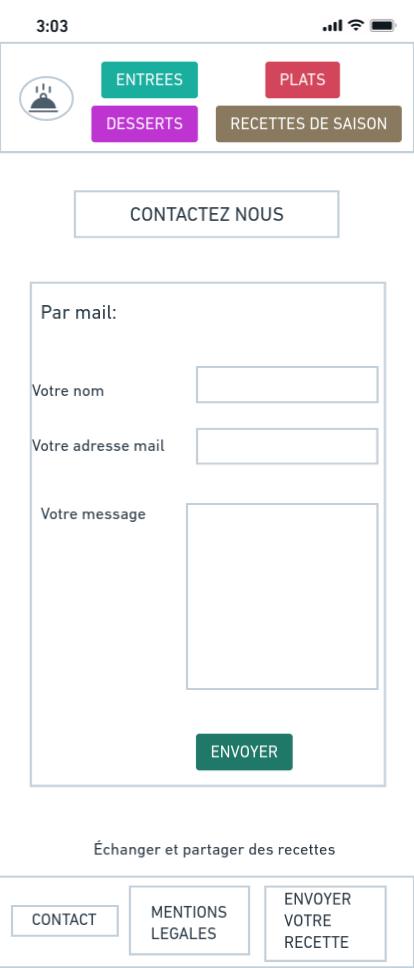 3:03
ENTREES
PLATS
DESSERTS
RECETTES DE SAISON
CONTACTEZ NOUS
Par mail:
Votre nom
Votre adresse mail
Votre message
ENVOYER
Échanger et partager des recettes
CONTACT
MENTIONS
LEGALES
ENVOYER
VOTRE
RECETTE